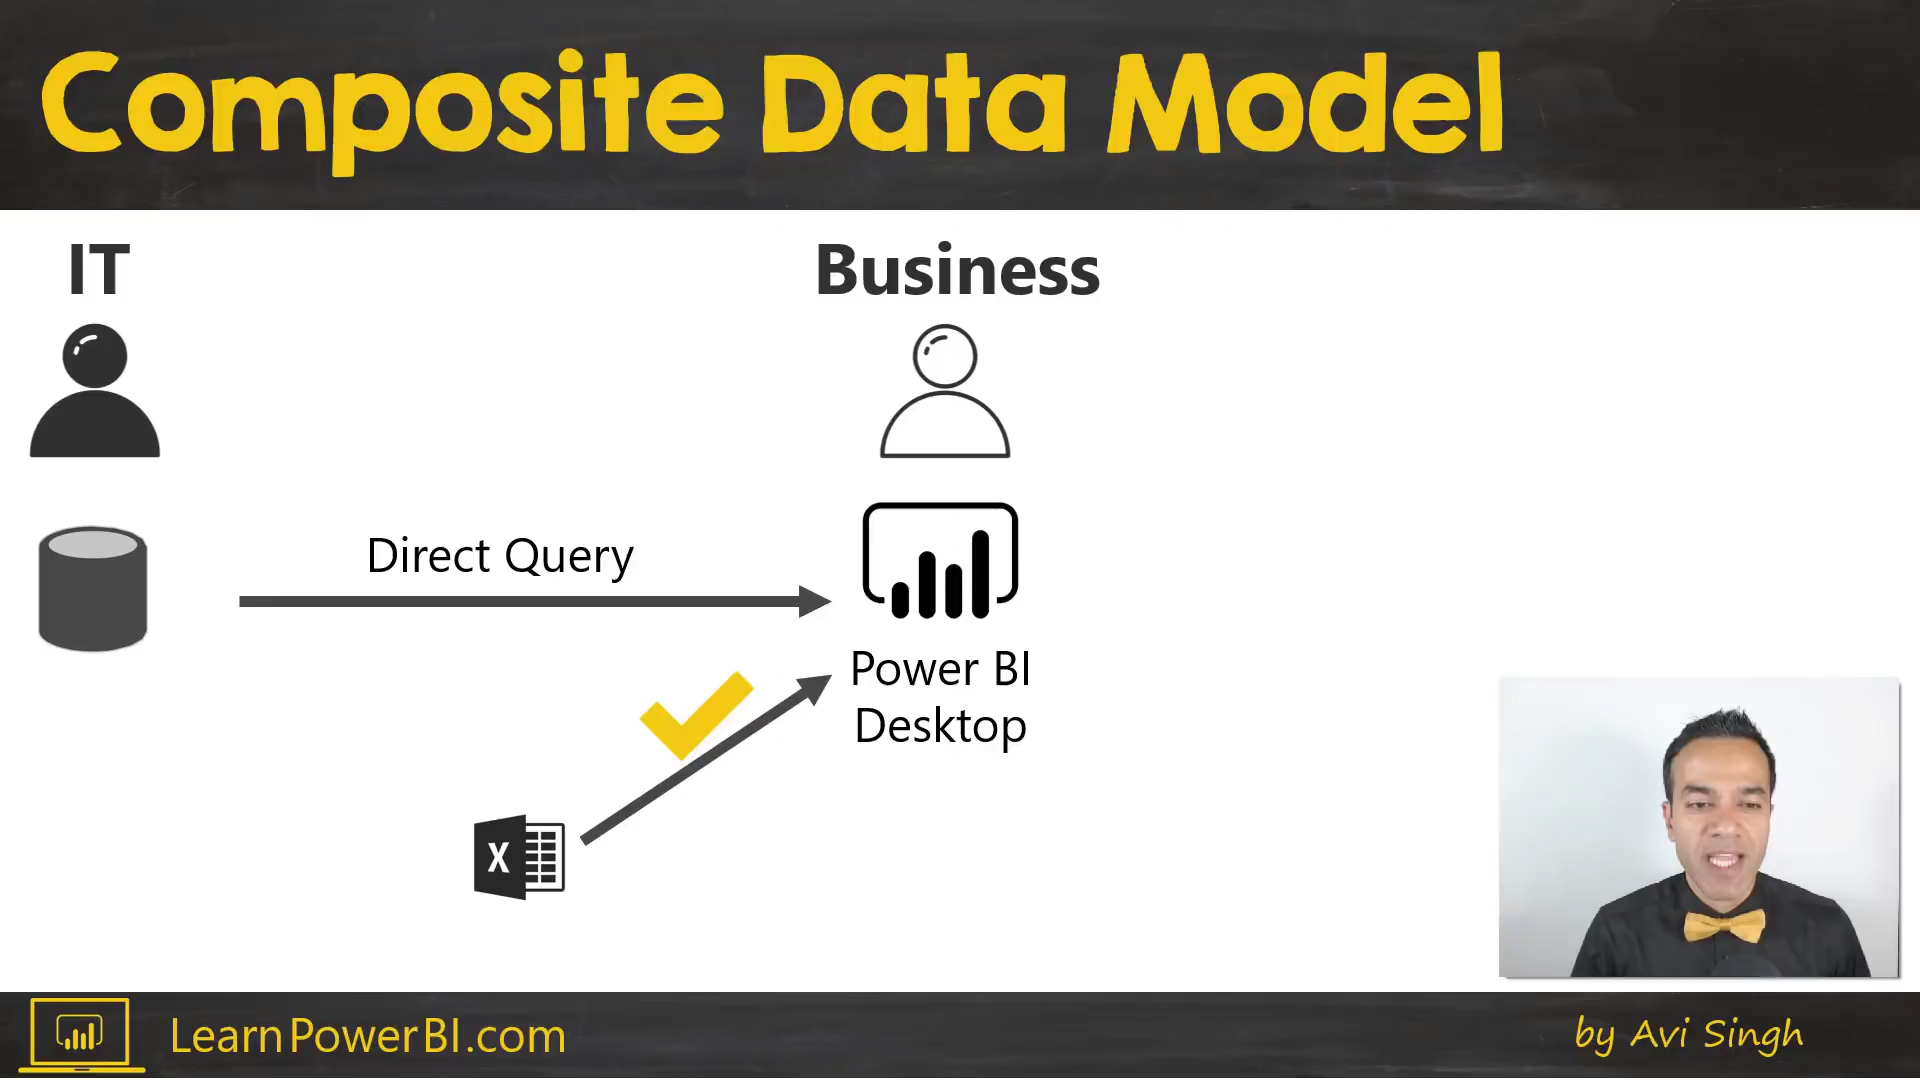 Composite Data Model
IT
Business
Direct Query
Power BI
Desktop
X
LearnPowerBI.com
by Avi Singh